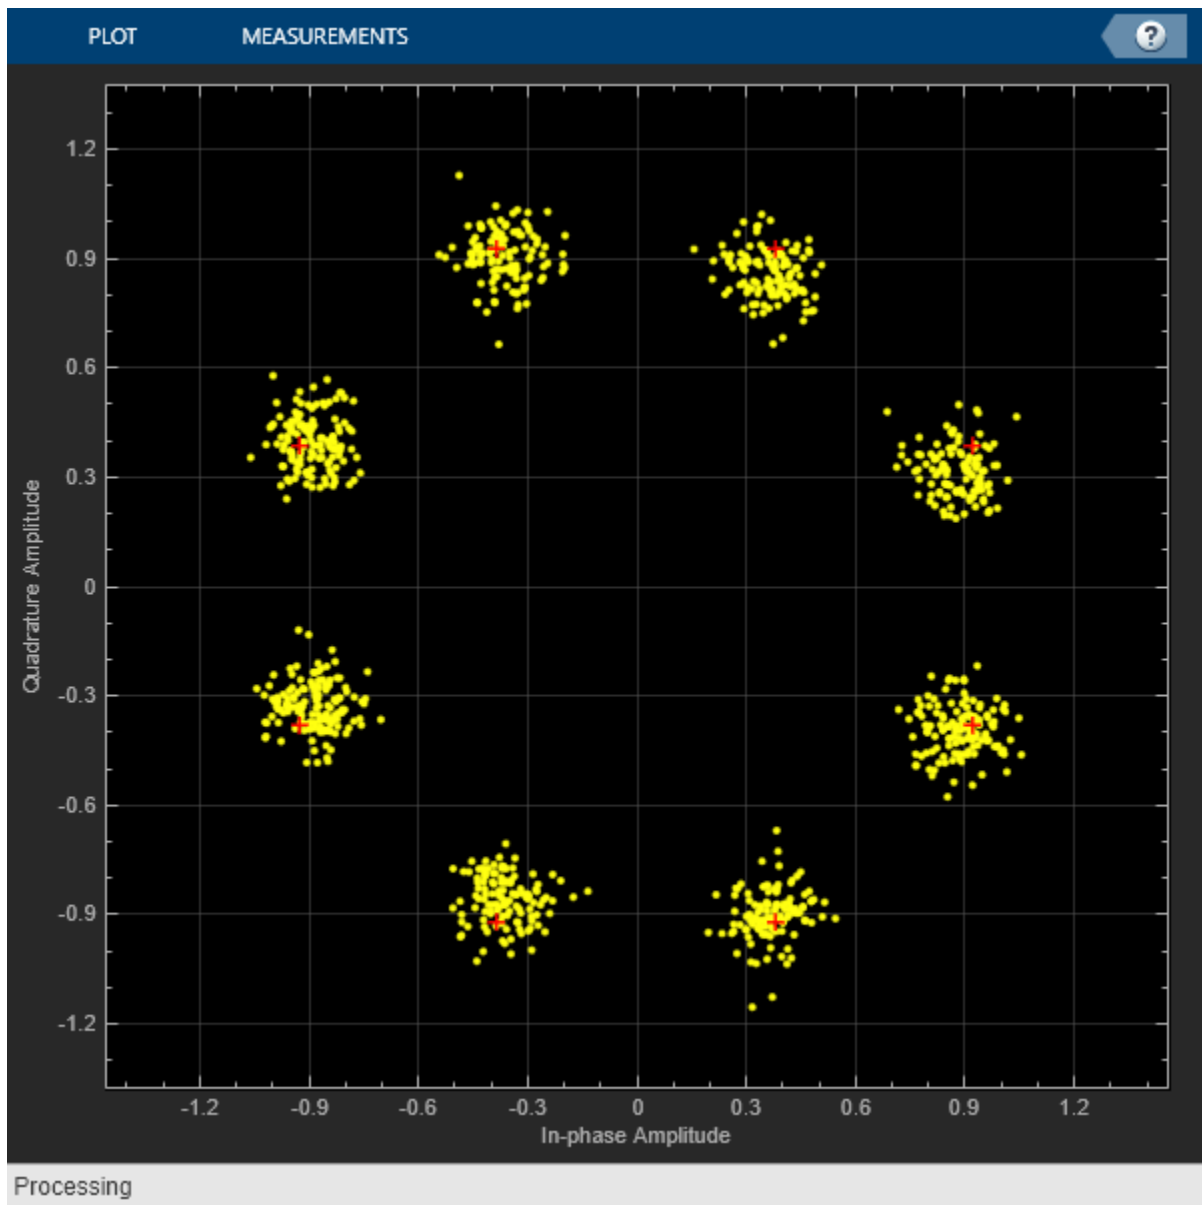 PLOT MEASUREMENTS ?
1.2
0.9
0.6
0.3
0
-0.3
-0.6
-0.9
-1.2
Quadrature Amplitude
-1.2 -0.9 -0.6 -0.3 0 0.3 0.6 0.9 1.2
In-phase Amplitude
Processing